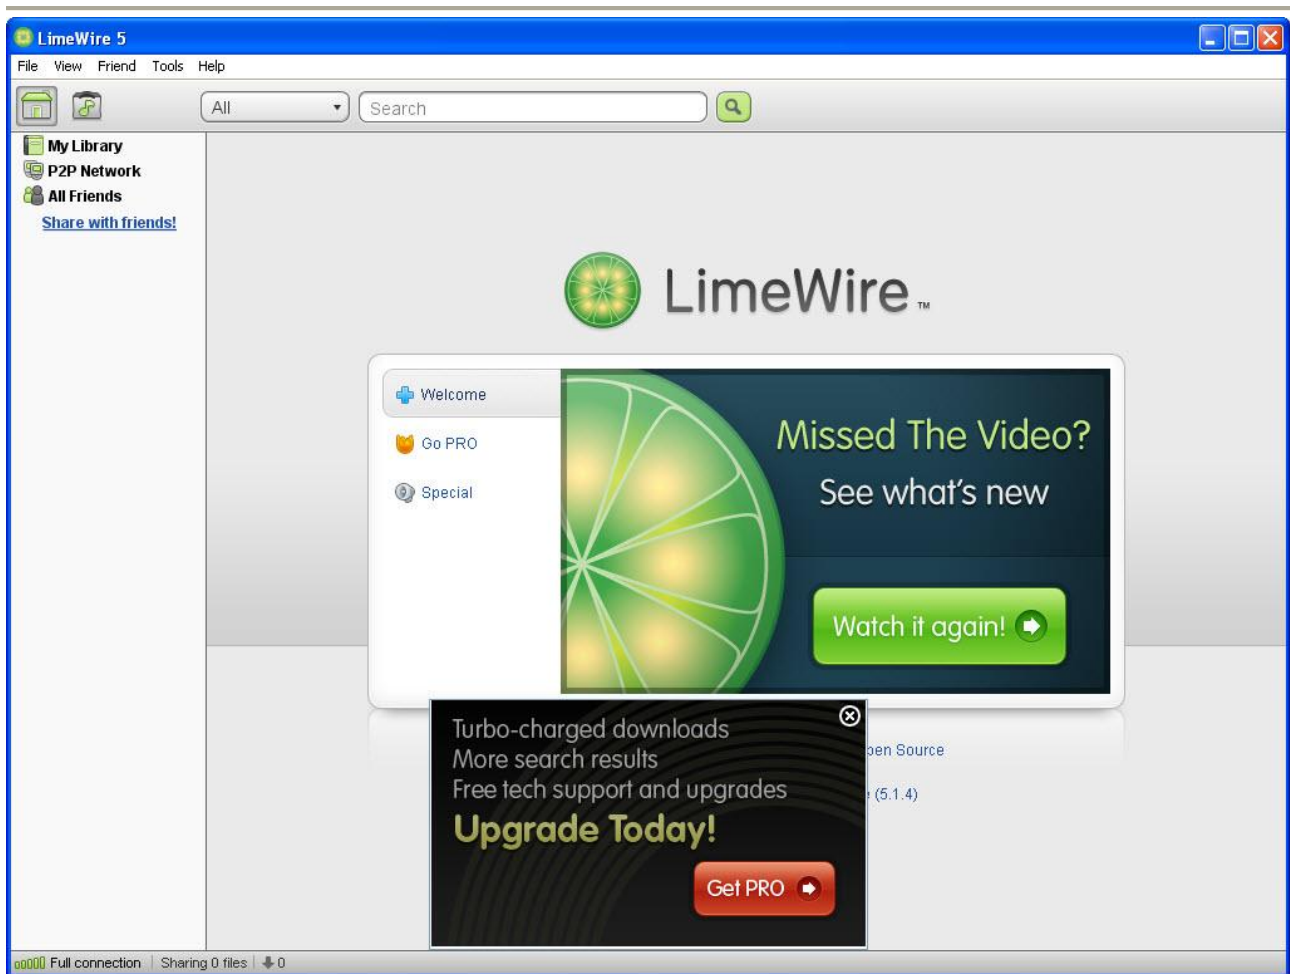 LimeWire 5
File View Friend Tools Help
All Search
My Library
P2P Network
All Friends
Share with friends!
LimeWire ™
Welcome
Go PRO
Special
Missed The Video?
See what's new
Watch it again!
Turbo-charged downloads
More search results
Free tech support and upgrades
Upgrade Today!
Get PRO
Source
(5.1.4)
Full connection Sharing 0 files 0